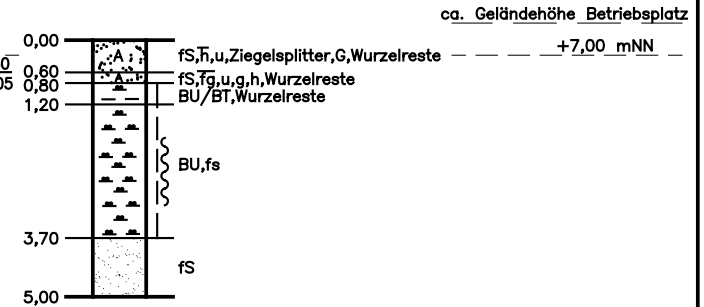 ca. Geländehöhe Betriebsplatz
+7,00 mNN
0,00
A
fS,h̅,u,Ziegelsplitter,G,Wurzelreste
0,60
A
fS,f̅g̅,u,g,h,Wurzelreste
0,80
BU/BT,Wurzelreste
1,20
BU,fs
3,70
fS
5,00